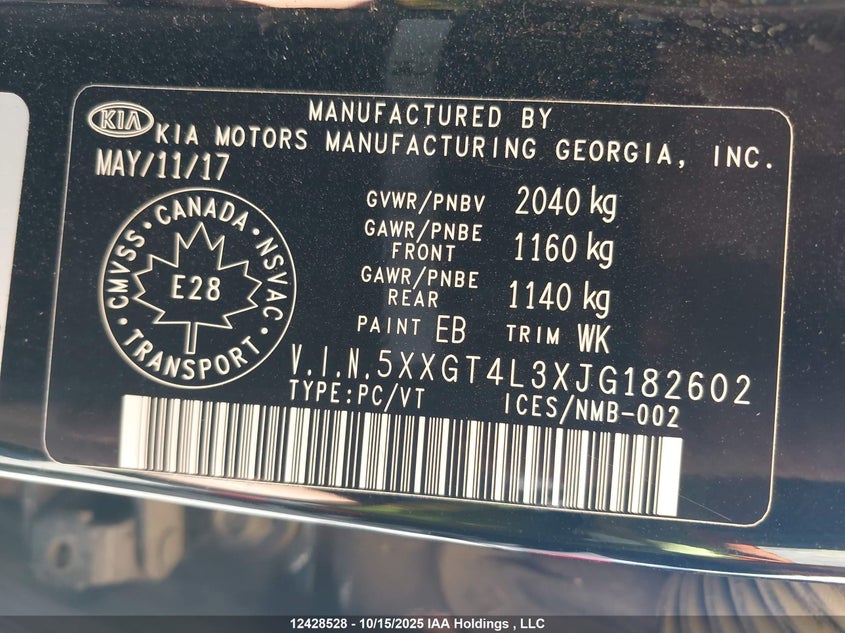 KIA
MANUFACTURED BY
KIA MOTORS MANUFACTURING GEORGIA, INC.
MAY/11/17
GVWR/PNBV 2040 kg
GAWR/PNBE FRONT 1160 kg
GAWR/PNBE REAR 1140 kg
PAINT EB TRIM WK
CANADA · NSVAC · TRANSPORT · CMVSS ·
E28
V.I.N.5XXGT4L3XJG182602
TYPE:PC/VT ICES/NMB-002
12428528 - 10/15/2025 IAA Holdings , LLC